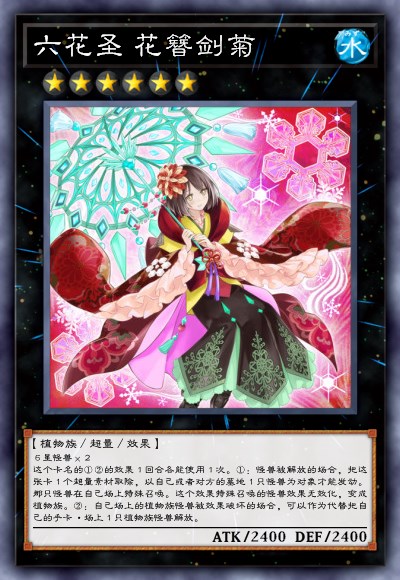 六花圣 花簪剑菊
水
【植物族／超量／效果】
６星怪兽×２
这个卡名的①②的效果１回合各能使用１次。①：怪兽被解放的场合，把这
张卡１个超量素材取除，以自己或者对方的墓地１只怪兽为对象才能发动。
那只怪兽在自己场上特殊召唤。这个效果特殊召唤的怪兽效果无效化，变成
植物族。②：自己场上的植物族怪兽被效果破坏的场合，可以作为代替把自
己的手卡・场上１只植物族怪兽解放。
ATK/2400 DEF/2400